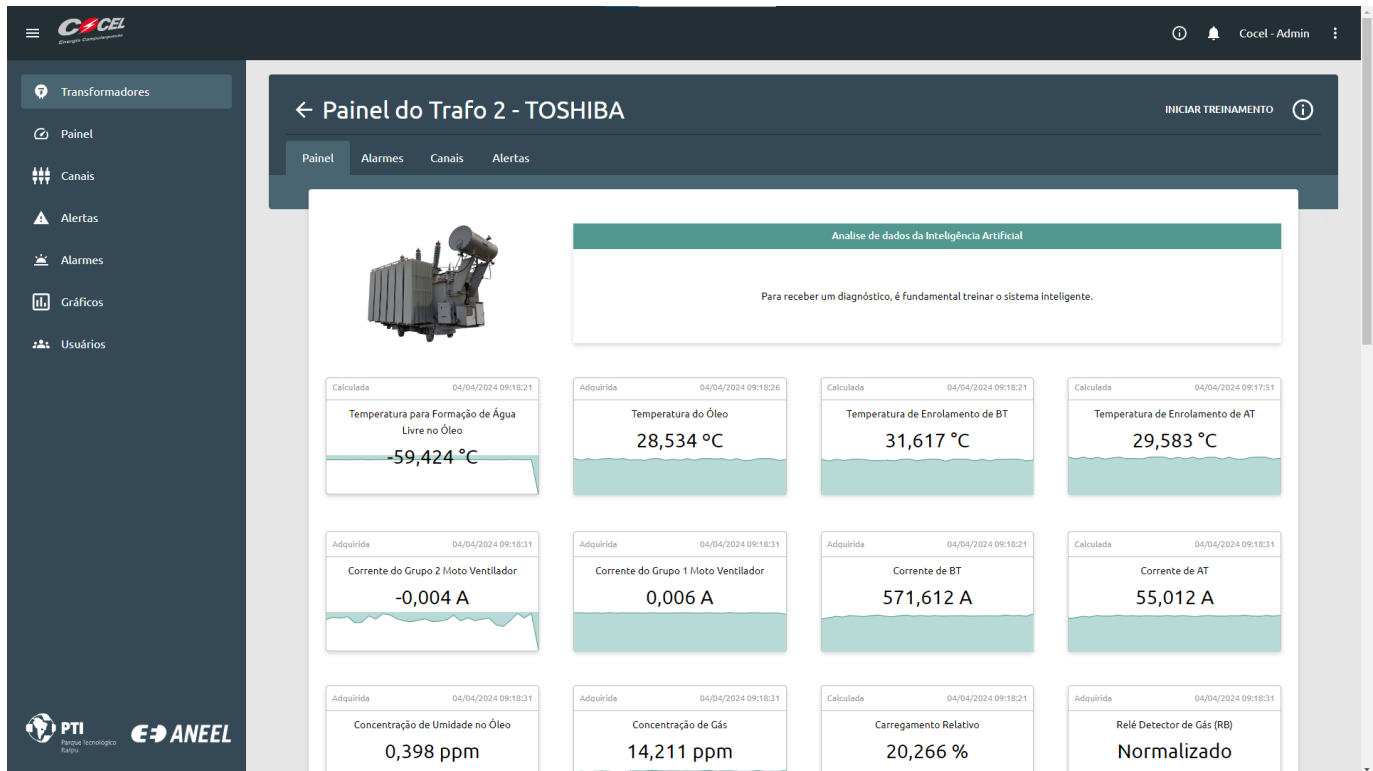 COCEL
Energia Campolarguense
Cocel - Admin
Transformadores
Painel
Canais
Alertas
Alarmes
Gráficos
Usuários
PTI
Parque Tecnológico
Itaipu
ANEEL
Painel do Trafo 2 - TOSHIBA
INICIAR TREINAMENTO
Painel Alarmes Canais Alertas
Analise de dados da Inteligência Artificial
Para receber um diagnóstico, é fundamental treinar o sistema inteligente.
Calculada 04/04/2024 09:18:21
Temperatura para Formação de Água
Livre no Óleo
-59,424 °C
Adquirida 04/04/2024 09:18:26
Temperatura do Óleo
28,534 ºC
Calculada 04/04/2024 09:18:21
Temperatura de Enrolamento de BT
31,617 °C
Calculada 04/04/2024 09:17:51
Temperatura de Enrolamento de AT
29,583 °C
Adquirida 04/04/2024 09:18:31
Corrente do Grupo 2 Moto Ventilador
-0,004 A
Adquirida 04/04/2024 09:18:31
Corrente do Grupo 1 Moto Ventilador
0,006 A
Adquirida 04/04/2024 09:18:21
Corrente de BT
571,612 A
Calculada 04/04/2024 09:18:31
Corrente de AT
55,012 A
Adquirida 04/04/2024 09:18:31
Concentração de Umidade no Óleo
0,398 ppm
Adquirida 04/04/2024 09:18:31
Concentração de Gás
14,211 ppm
Calculada 04/04/2024 09:18:21
Carregamento Relativo
20,266 %
Adquirida 04/04/2024 09:18:31
Relé Detector de Gás (RB)
Normalizado